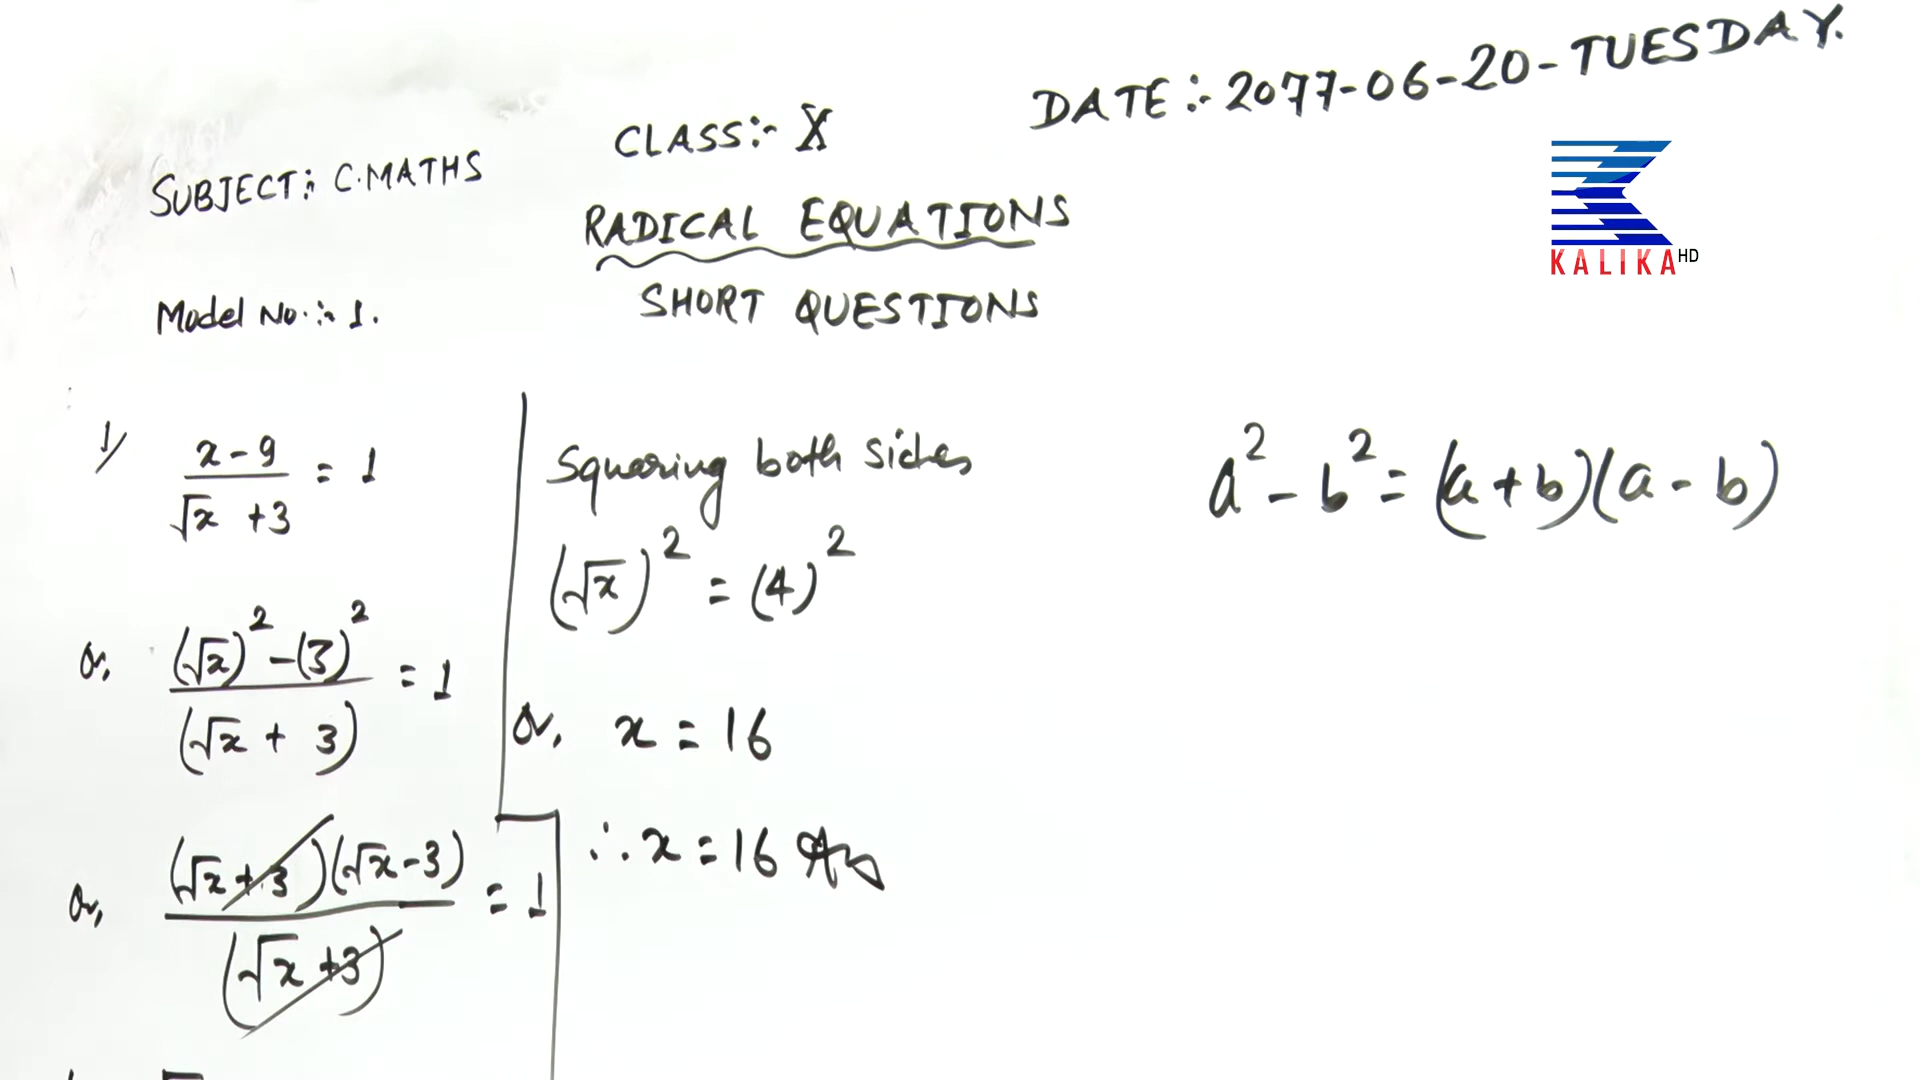 DATE :- 2077-06-20-TUESDAY.
CLASS:- X
SUBJECT:- C.MATHS
RADICAL EQUATIONS
KALIKA HD
Model No. :- 1.
SHORT QUESTIONS
1/ x-9 / √x +3 = 1
or, (√x)² -(3)² / (√x + 3) = 1
or, (√x+3)(√x-3) / (√x+3) = 1
Squaring both sides
(√x)² = (4)²
or, x = 16
∴ x = 16 Ans
a² - b² = (a+b)(a-b)